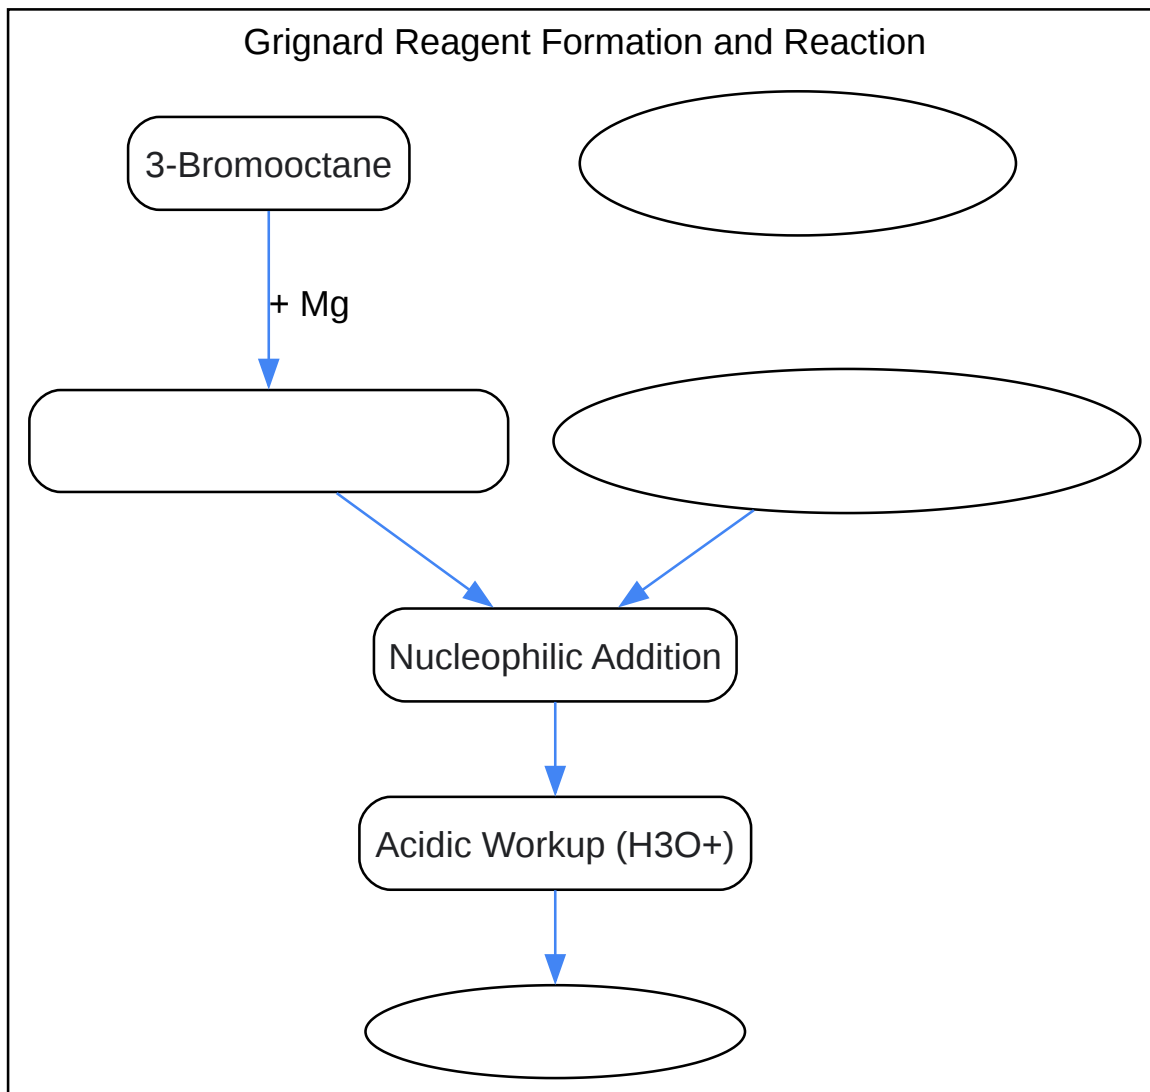 Grignard Reagent Formation and Reaction
3-Bromooctane
+ Mg
Nucleophilic Addition
Acidic Workup (H3O+)